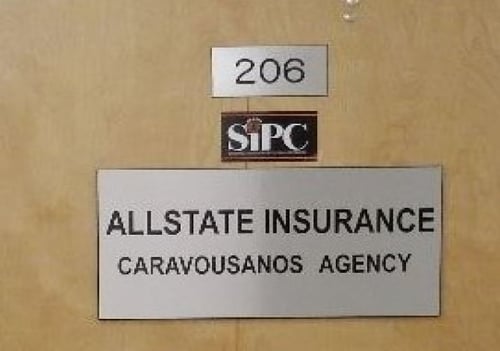 206
SiPC
ALLSTATE INSURANCE
CARAVOUSANOS AGENCY